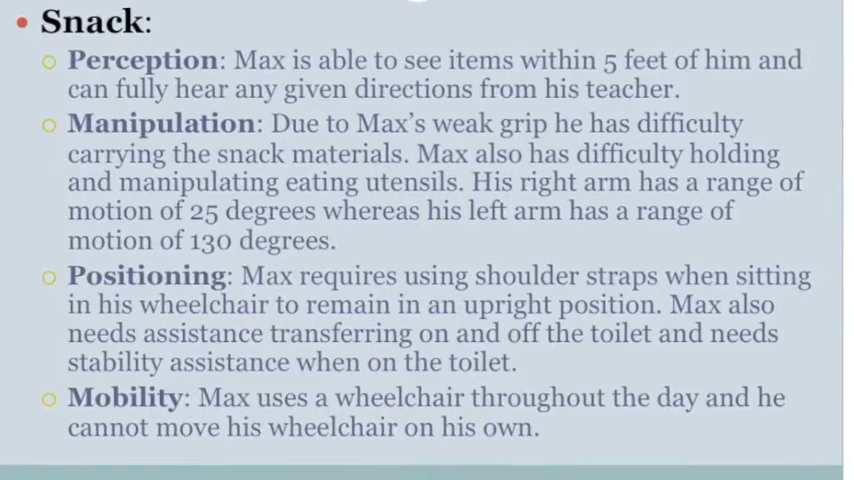 Snack:
Perception: Max is able to see items within 5 feet of him and
can fully hear any given directions from his teacher.
Manipulation: Due to Max's weak grip he has difficulty
carrying the snack materials. Max also has difficulty holding
and manipulating eating utensils. His right arm has a range of
motion of 25 degrees whereas his left arm has a range of
motion of 130 degrees.
Positioning: Max requires using shoulder straps when sitting
in his wheelchair to remain in an upright position. Max also
needs assistance transferring on and off the toilet and needs
stability assistance when on the toilet.
Mobility: Max uses a wheelchair throughout the day and he
cannot move his wheelchair on his own.